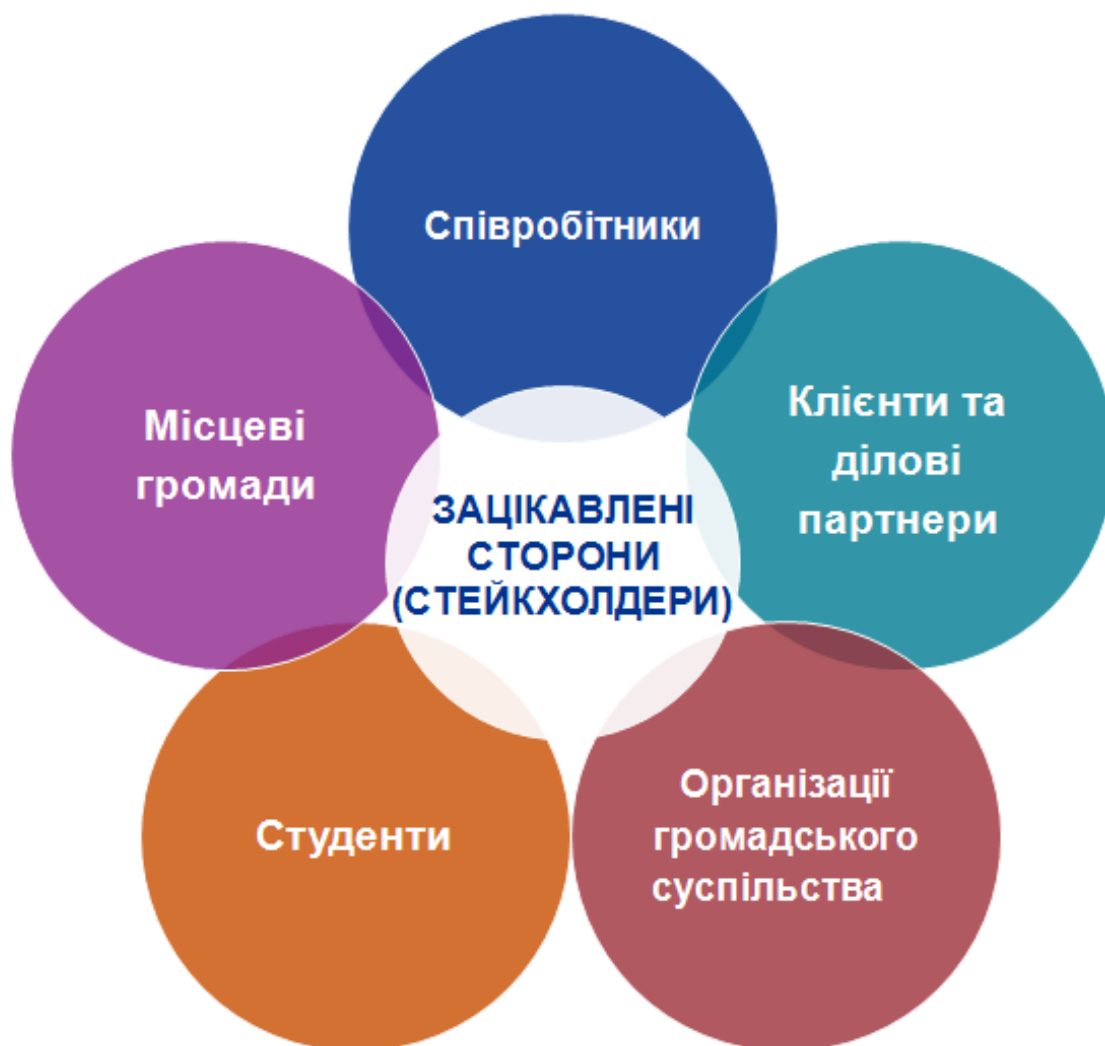 Співробітники
Клієнти та
ділові
партнери
Місцеві
громади
ЗАЦІКАВЛЕНІ
СТОРОНИ
(СТЕЙКХОЛДЕРИ)
Організації
громадського
суспільства
Студенти